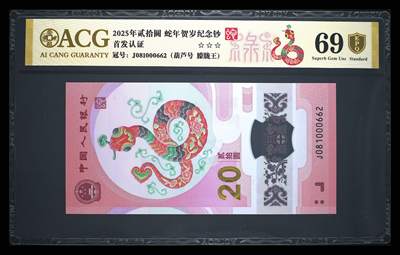 ACG
AI CANG GUARANTY
2025年贰拾圆 蛇年贺岁纪念钞
首发认证
☆☆☆
冠号：J081000662（葫芦号 朦胧王）
69
Superb Gem Unc Standard
中国人民银行
贰拾圆
20
J081000662